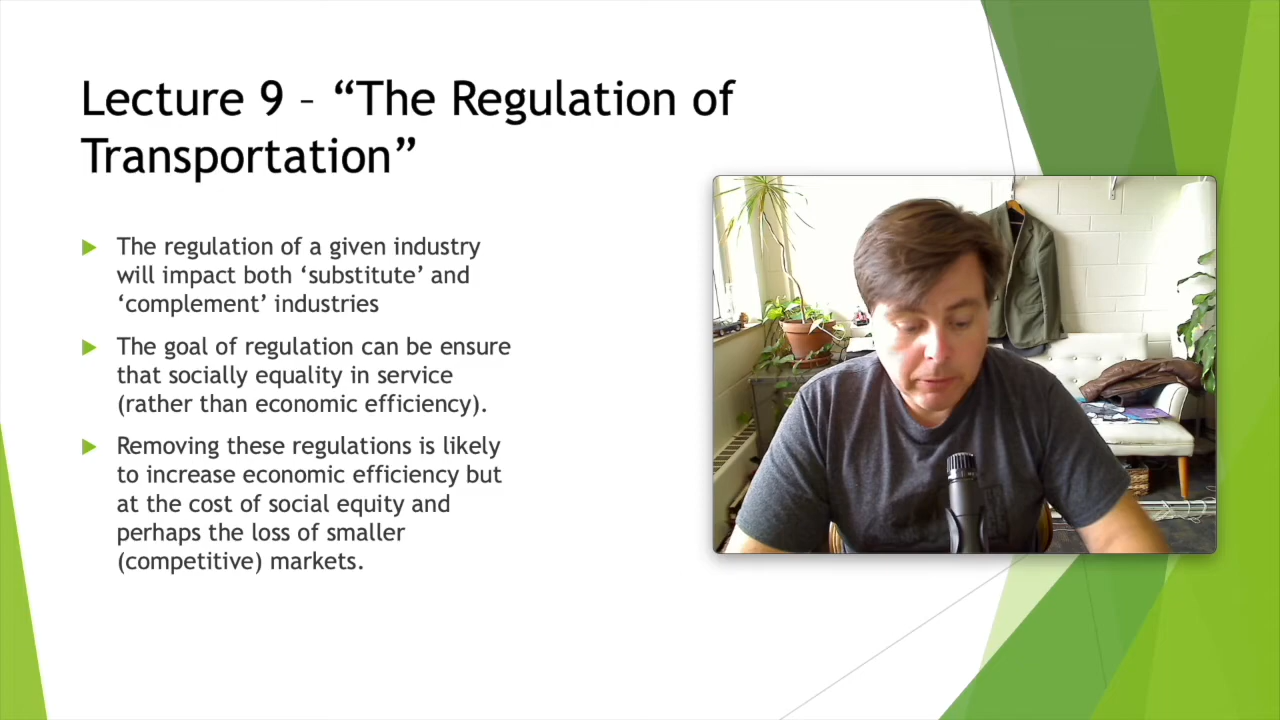 Lecture 9 – “The Regulation of
Transportation”
The regulation of a given industry
will impact both ‘substitute’ and
‘complement’ industries
The goal of regulation can be ensure
that socially equality in service
(rather than economic efficiency).
Removing these regulations is likely
to increase economic efficiency but
at the cost of social equity and
perhaps the loss of smaller
(competitive) markets.